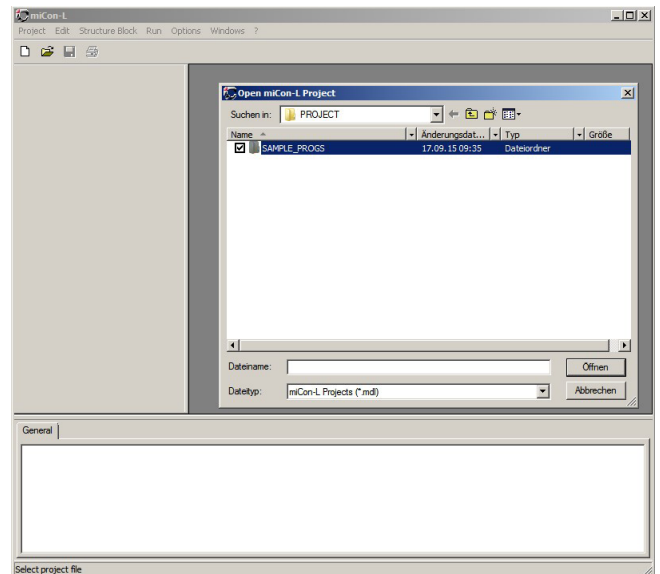 miCon-L
Project Edit Structure Block Run Options Windows ?
Open miCon-L Project
Suchen in: PROJECT
Name Änderungsdat... Typ Größe
SAMPLE_PROGS 17.09.15 09:35 Dateiordner
Dateiname: Öffnen
Dateityp: miCon-L Projects (*.mdl) Abbrechen
General
Select project file